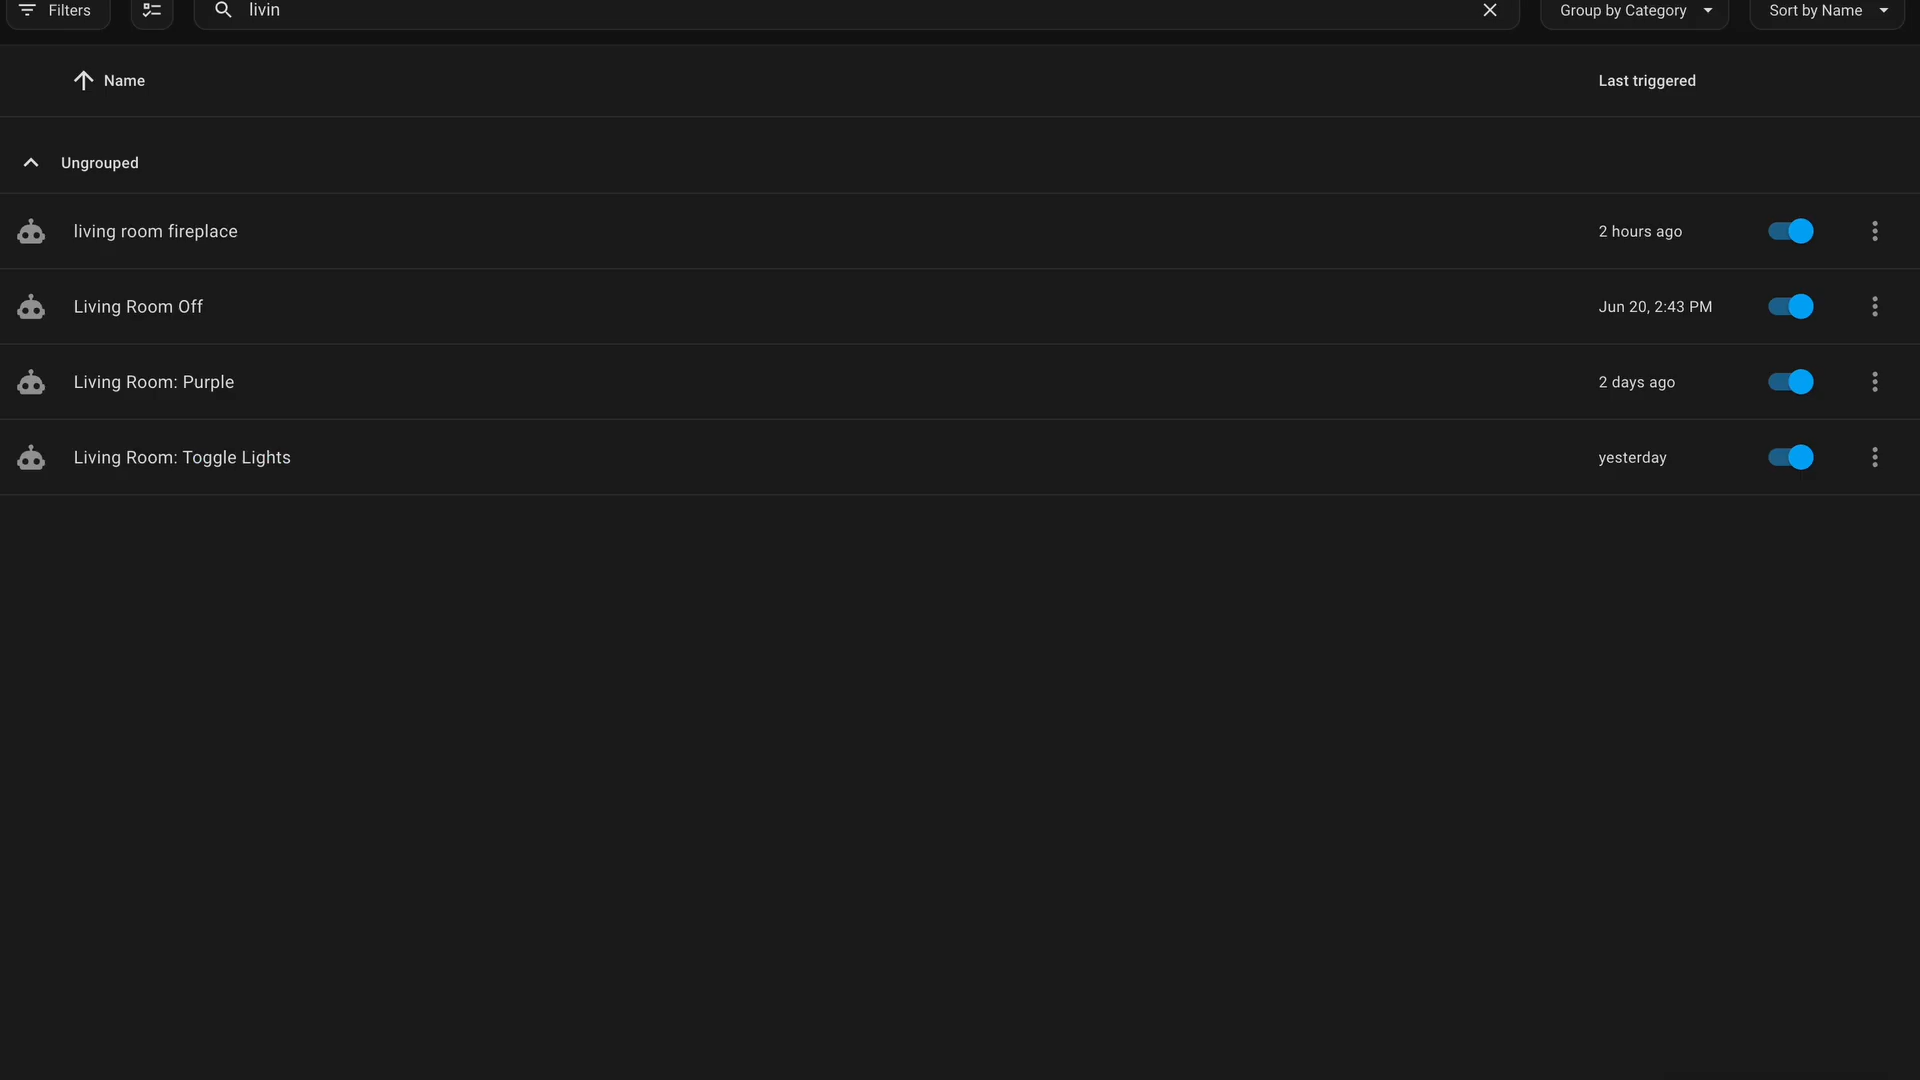 Filters
livin
Group by Category
Sort by Name
Name
Last triggered
Ungrouped
living room fireplace
2 hours ago
Living Room Off
Jun 20, 2:43 PM
Living Room: Purple
2 days ago
Living Room: Toggle Lights
yesterday